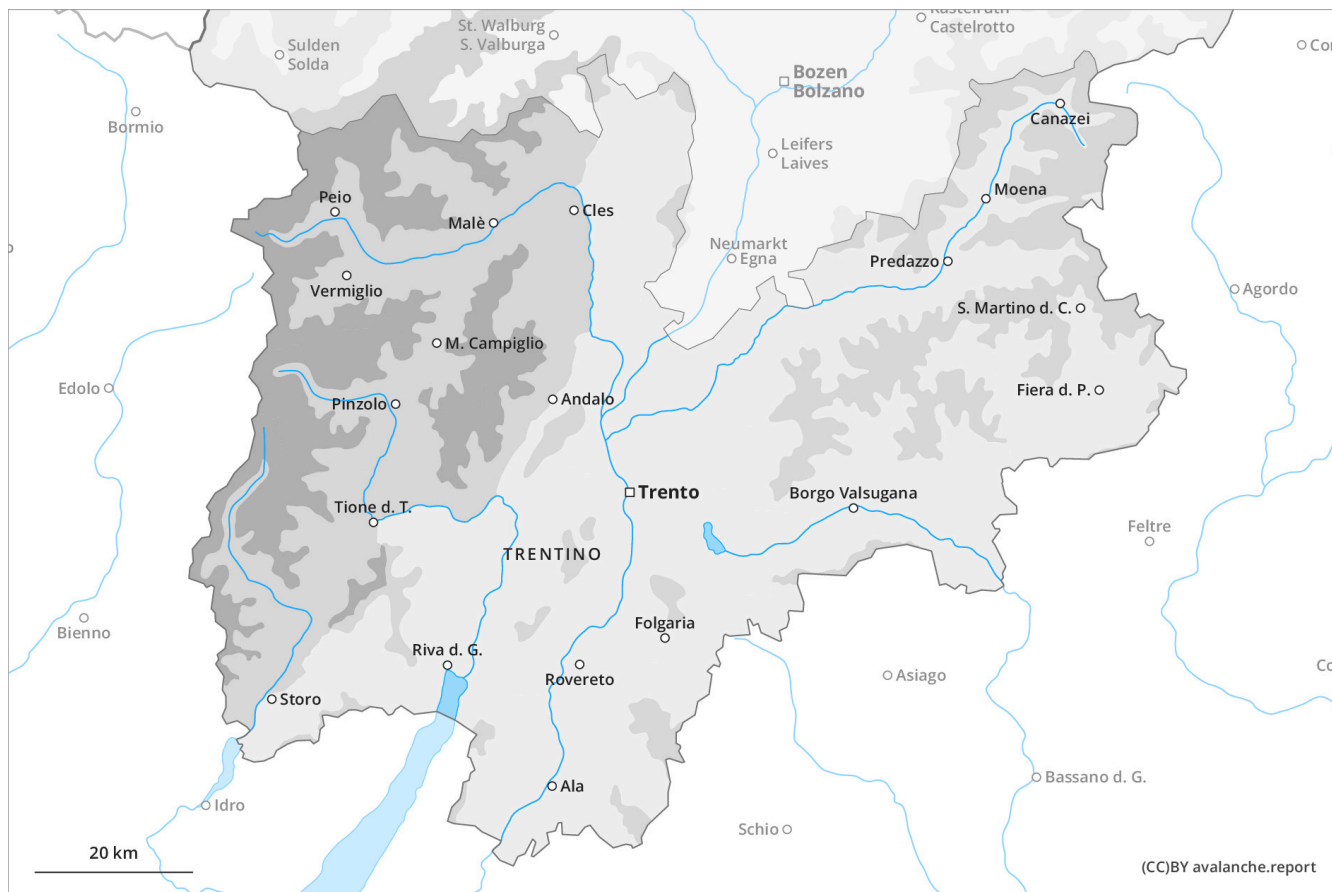 Kastelruth
Castelrotto
St. Walburg
S. Valburga
Sulden
Solda
Bozen
Bolzano
Bormio
Canazei
Leifers
Laives
Moena
Peio
Malè
Cles
Neumarkt
Egna
Predazzo
Vermiglio
Agordo
S. Martino d. C.
M. Campiglio
Edolo
Pinzolo
Andalo
Fiera d. P.
Trento
Borgo Valsugana
Tione d. T.
Feltre
TRENTINO
Bienno
Folgaria
Riva d. G.
Rovereto
Asiago
Storo
Ala
Bassano d. G.
Idro
Schio
20 km
(CC)BY avalanche.report